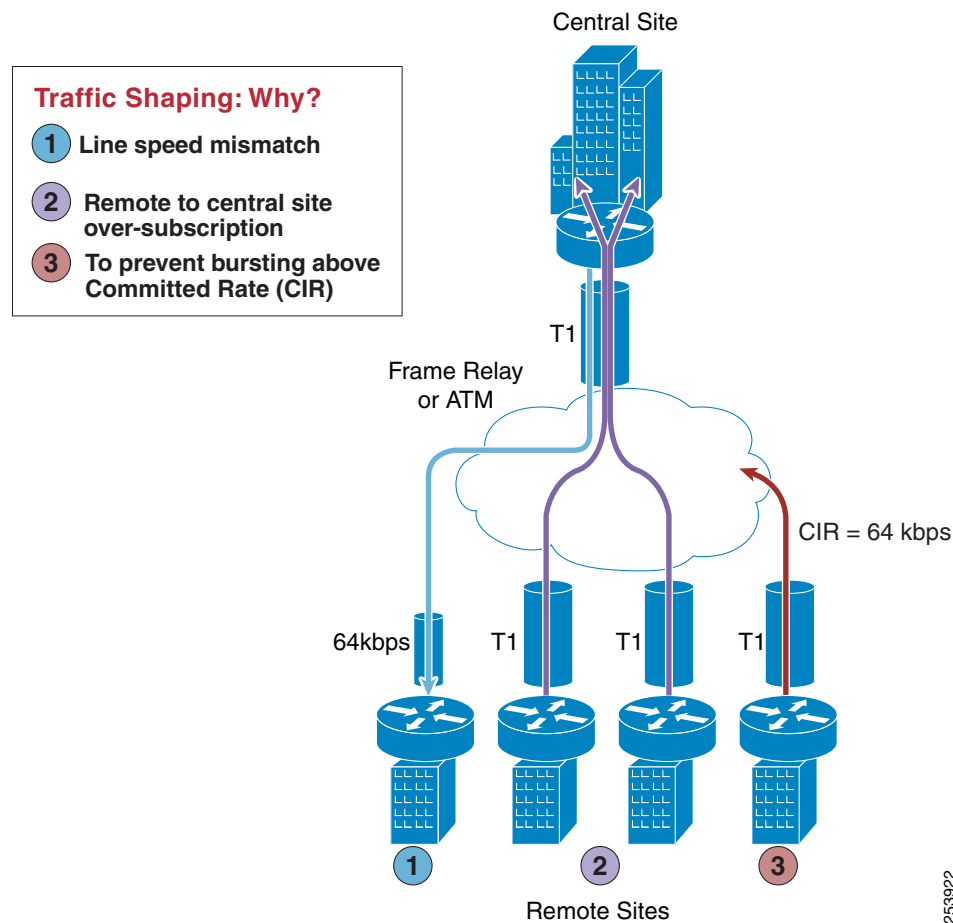 Central Site
Traffic Shaping: Why?
1 Line speed mismatch
2 Remote to central site
over-subscription
3 To prevent bursting above
Committed Rate (CIR)
T1
Frame Relay
or ATM
CIR = 64 kbps
64kbps
T1
T1
T1
1
2
3
Remote Sites
253922